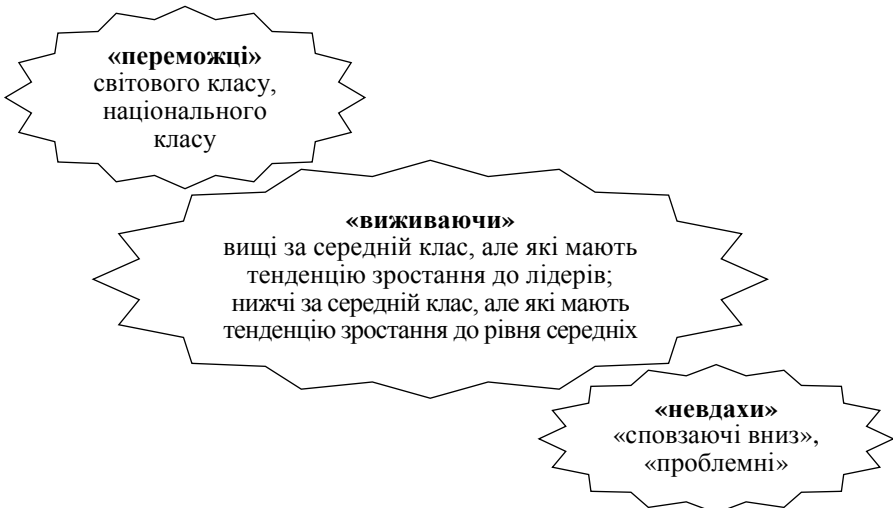 «переможці»
світового класу,
національного
класу
«виживаючи»
вищі за середній клас, але які мають
тенденцію зростання до лідерів;
нижчі за середній клас, але які мають
тенденцію зростання до рівня середніх
«невдахи»
«сповзаючі вниз»,
«проблемні»